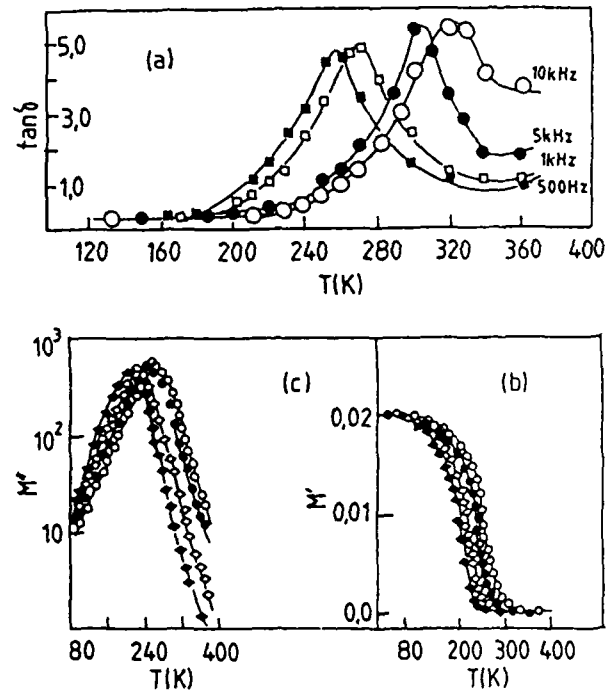 (a)
tanδ
5,0
3,0
1,0
10kHz
5kHz
1kHz
500Hz
120 160 200 240 280 320 360 400
T(K)
(c)
M"
10³
10²
10
80 240 400
T(K)
(b)
M'
0,02
0,01
0,0
80 200 300 400
T(K)